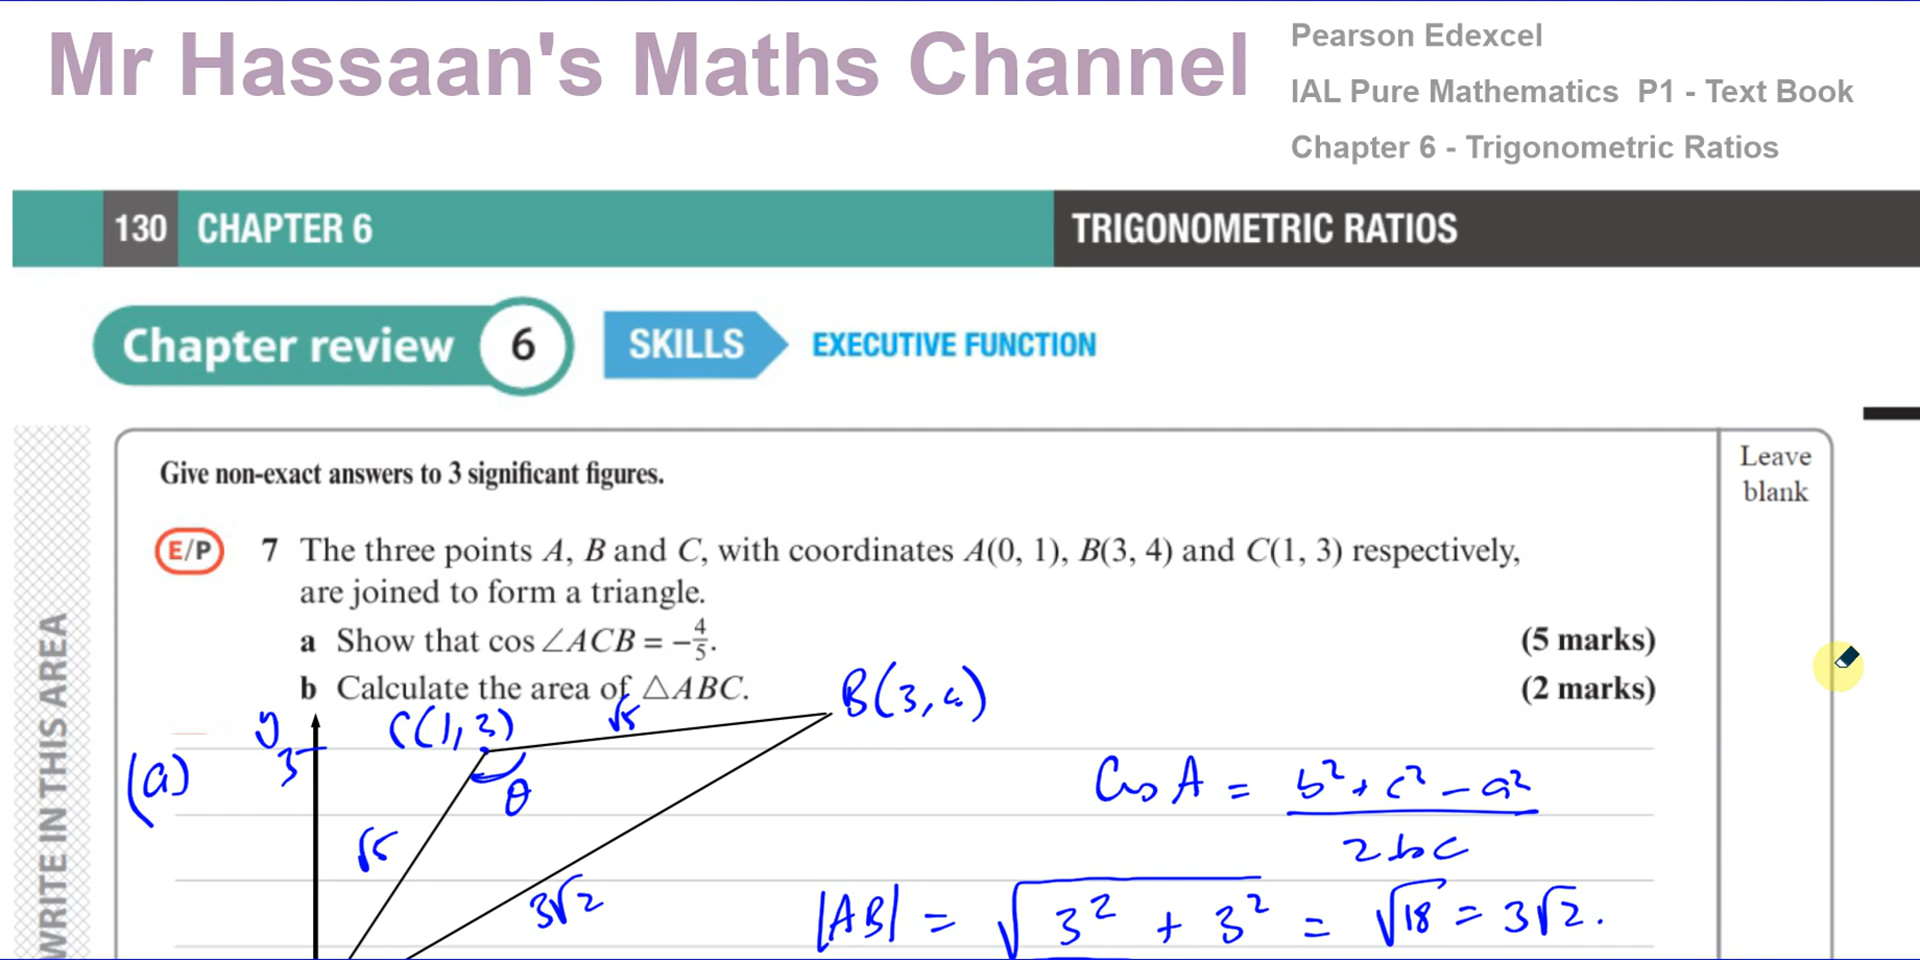 Mr Hassaan's Maths Channel
Pearson Edexcel
IAL Pure Mathematics P1 - Text Book
Chapter 6 - Trigonometric Ratios
130 CHAPTER 6
TRIGONOMETRIC RATIOS
Chapter review 6 SKILLS EXECUTIVE FUNCTION
Leave
blank
Give non-exact answers to 3 significant figures.
E/P 7 The three points A, B and C, with coordinates A(0, 1), B(3, 4) and C(1, 3) respectively,
are joined to form a triangle.
a Show that cos ∠ACB = −4/5. (5 marks)
b Calculate the area of △ABC. (2 marks)
WRITE IN THIS AREA
(a)
y
3
C(1,3)
√5
B(3,4)
θ
√5
3√2
Cos A = (b² + c² − a²) / 2bc
|AB| = √(3² + 3²) = √18 = 3√2.